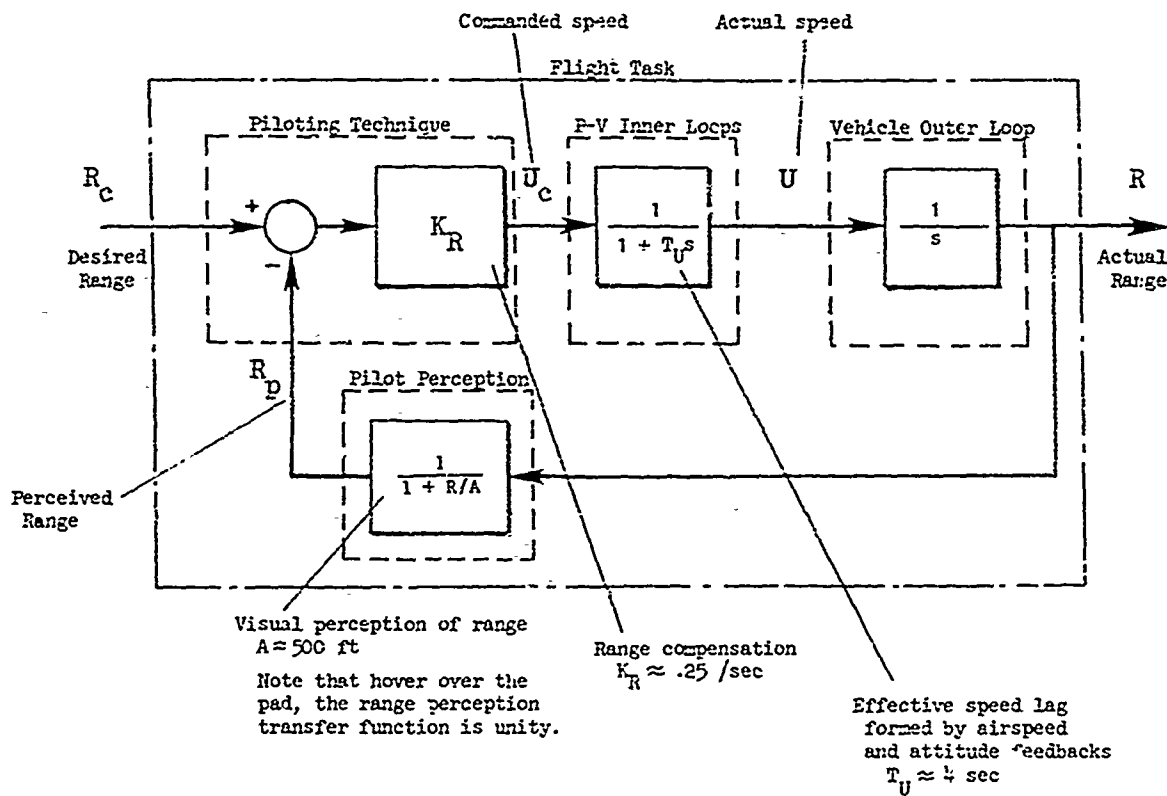 Commanded speed
Actual speed
Flight Task
Piloting Technique
P-V Inner Loops
Vehicle Outer Loop
R_c
U_c
U
R
+
-
K_R
1
1 + T_U s
1
s
Desired
Range
Actual
Range
R_p
Pilot Perception
1
1 + R/A
Perceived
Range
Visual perception of range
A ≈ 500 ft
Note that hover over the
pad, the range perception
transfer function is unity.
Range compensation
K_R ≈ .25 /sec
Effective speed lag
formed by airspeed
and attitude feedbacks
T_U ≈ 4 sec